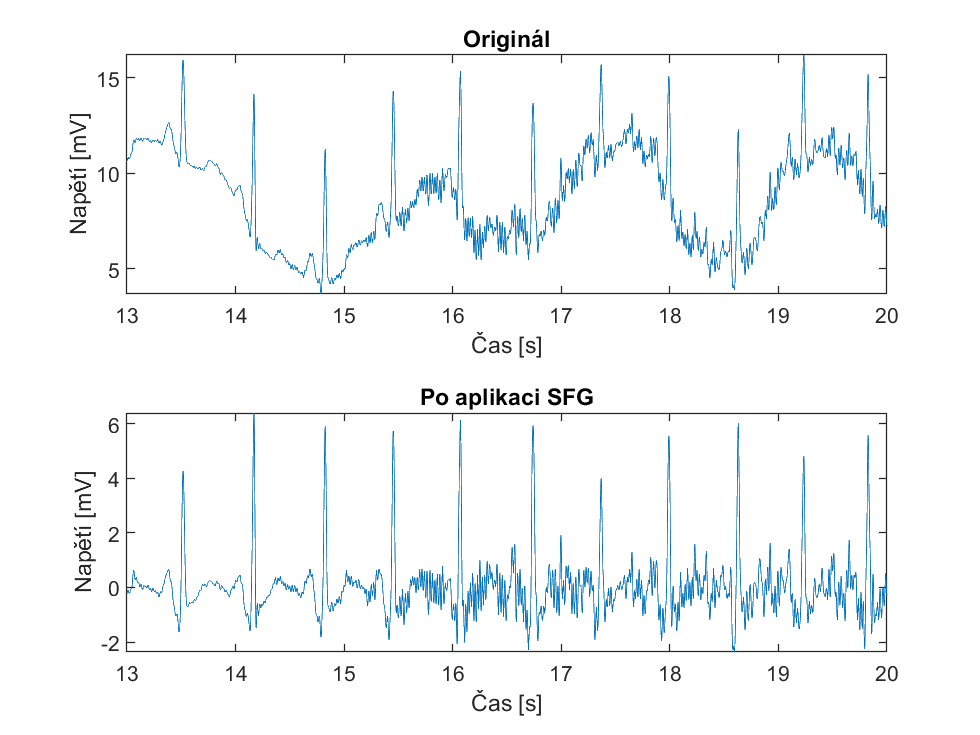 Originál
15
10
5
Napětí [mV]
13 14 15 16 17 18 19 20
Čas [s]
Po aplikaci SFG
6
4
2
0
-2
Napětí [mV]
13 14 15 16 17 18 19 20
Čas [s]